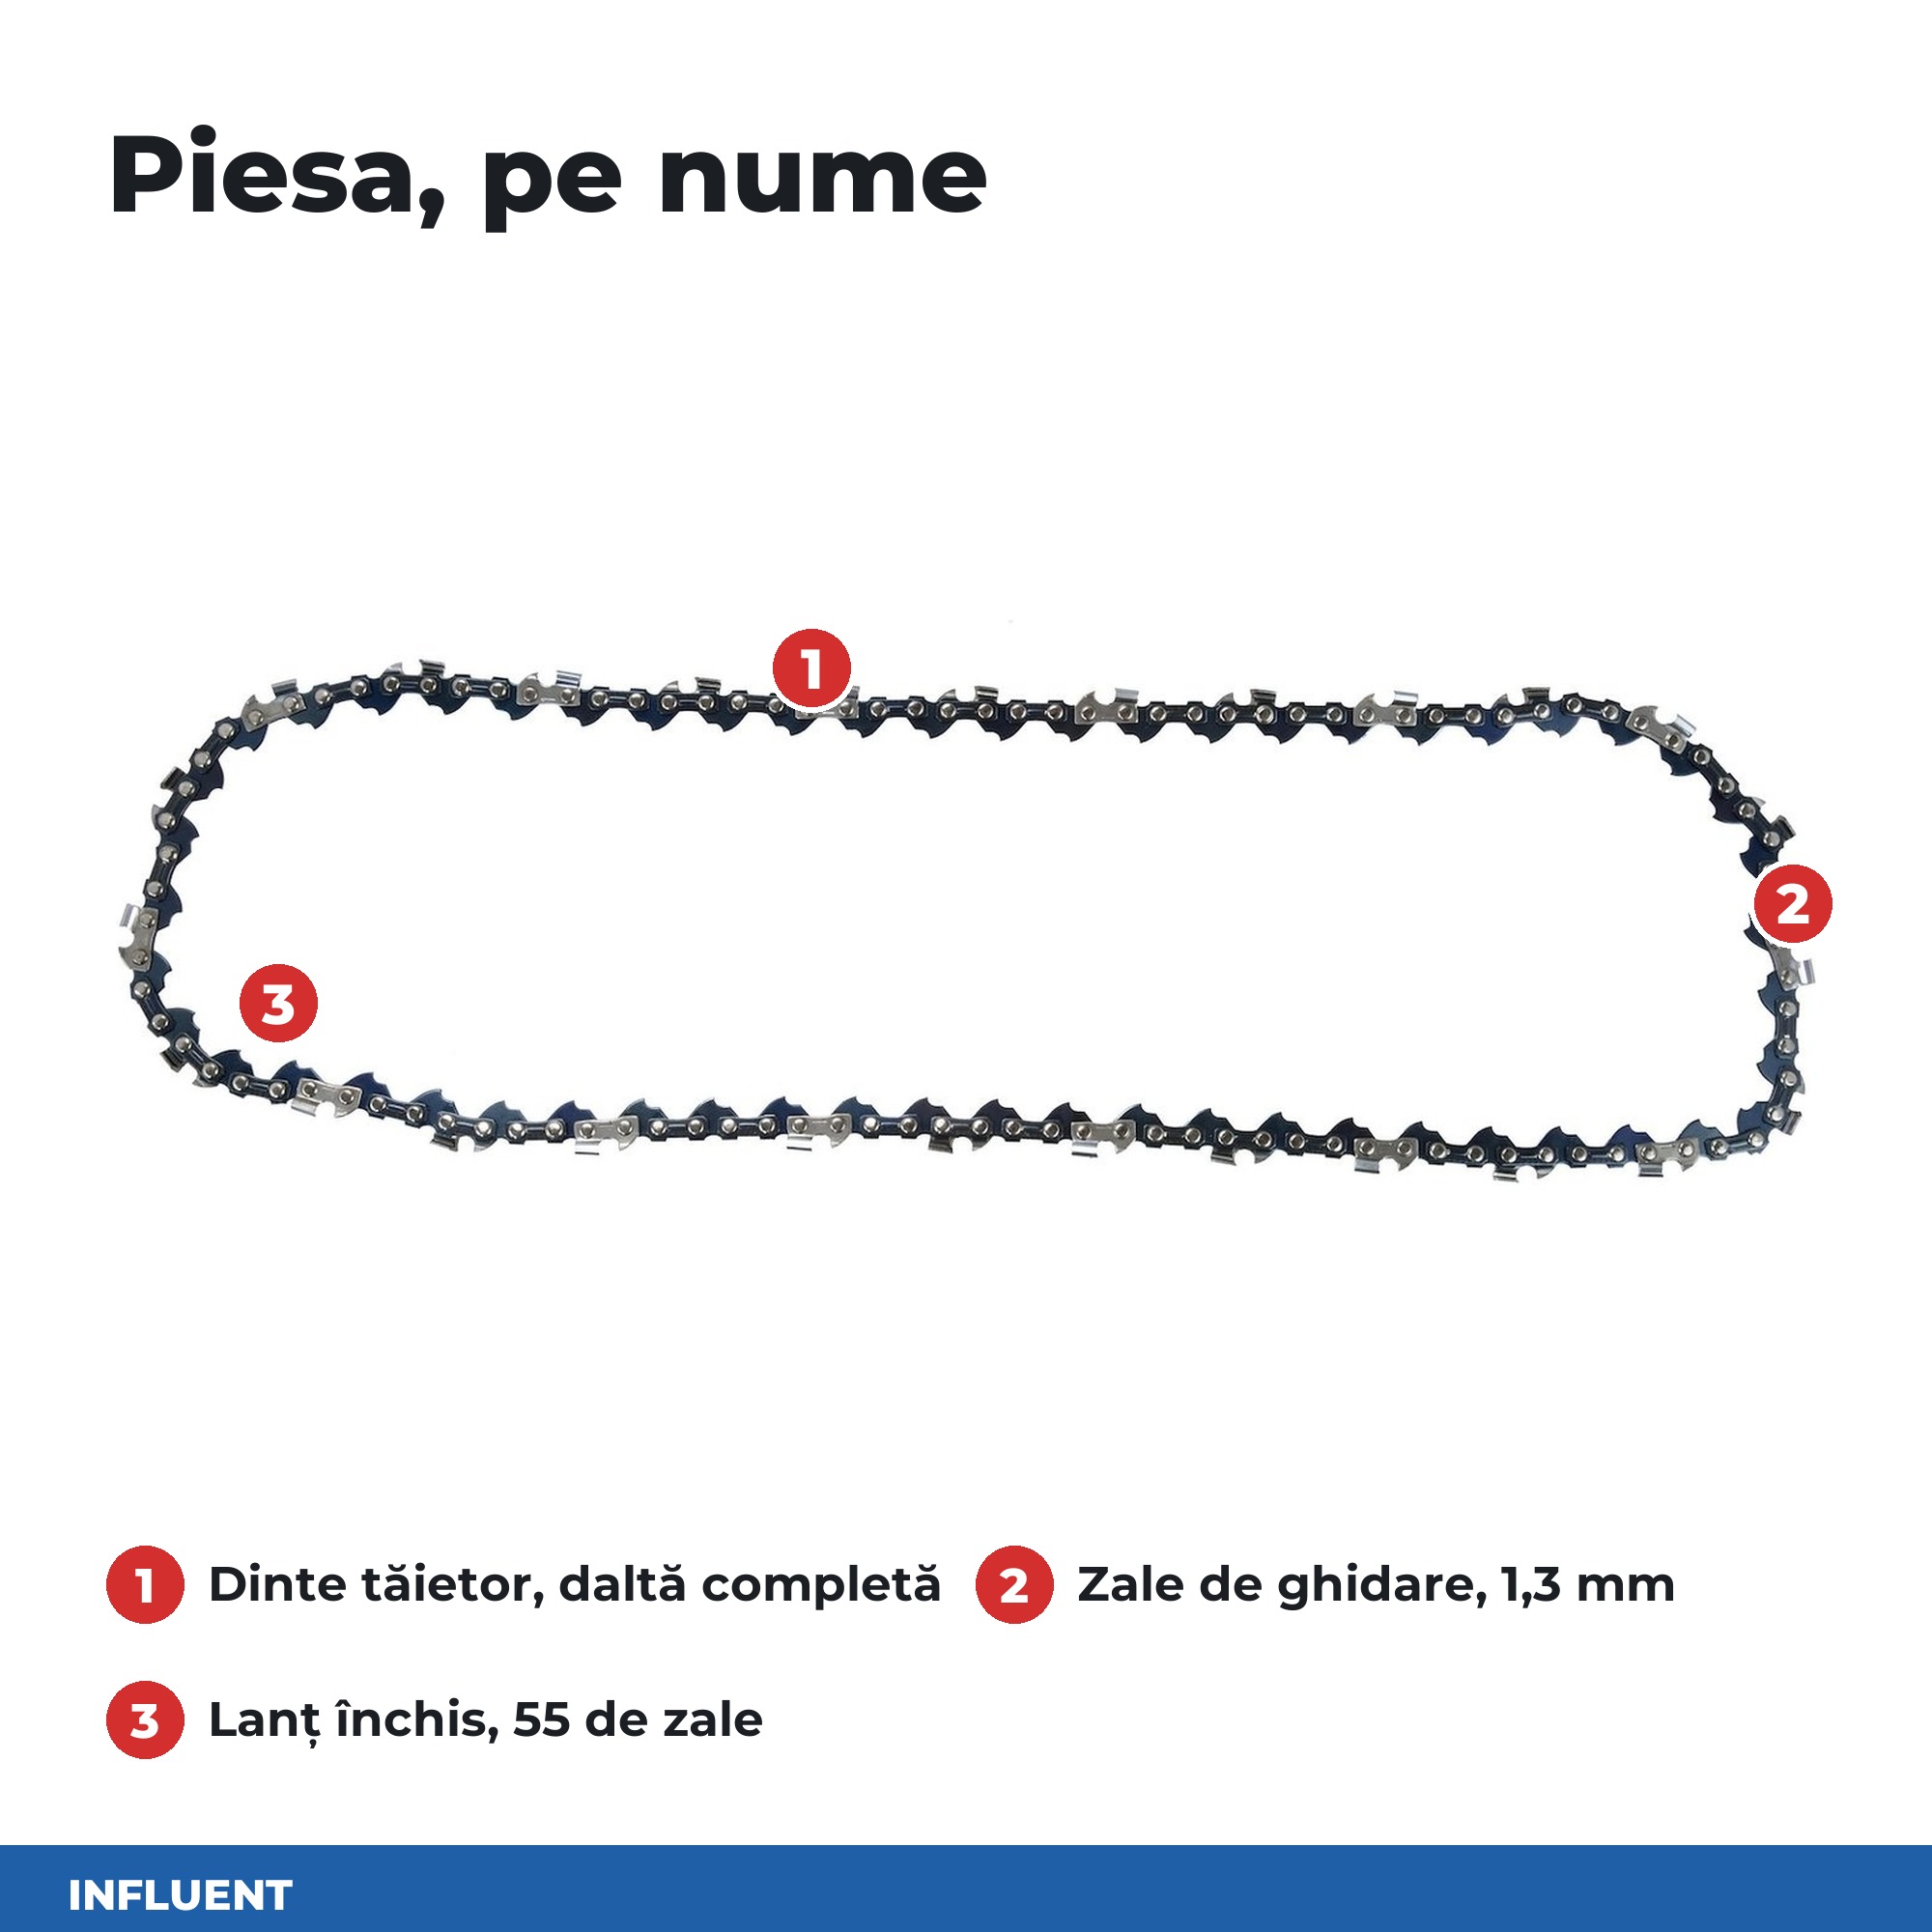 Piesa, pe nume
1
2
3
1 Dinte tăietor, daltă completă
2 Zale de ghidare, 1,3 mm
3 Lanț închis, 55 de zale
INFLUENT